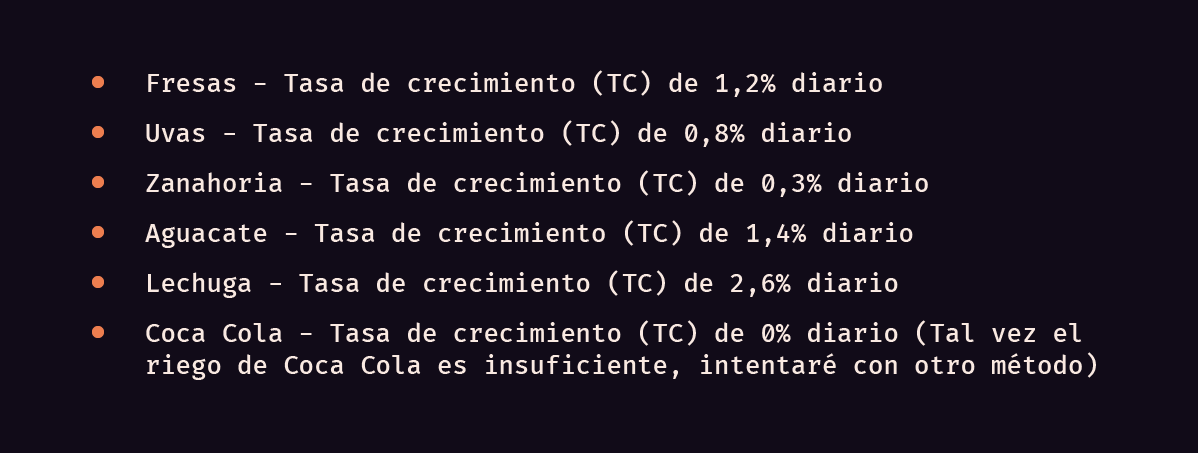 Fresas - Tasa de crecimiento (TC) de 1,2% diario
Uvas - Tasa de crecimiento (TC) de 0,8% diario
Zanahoria - Tasa de crecimiento (TC) de 0,3% diario
Aguacate - Tasa de crecimiento (TC) de 1,4% diario
Lechuga - Tasa de crecimiento (TC) de 2,6% diario
Coca Cola - Tasa de crecimiento (TC) de 0% diario (Tal vez el
riego de Coca Cola es insuficiente, intentaré con otro método)